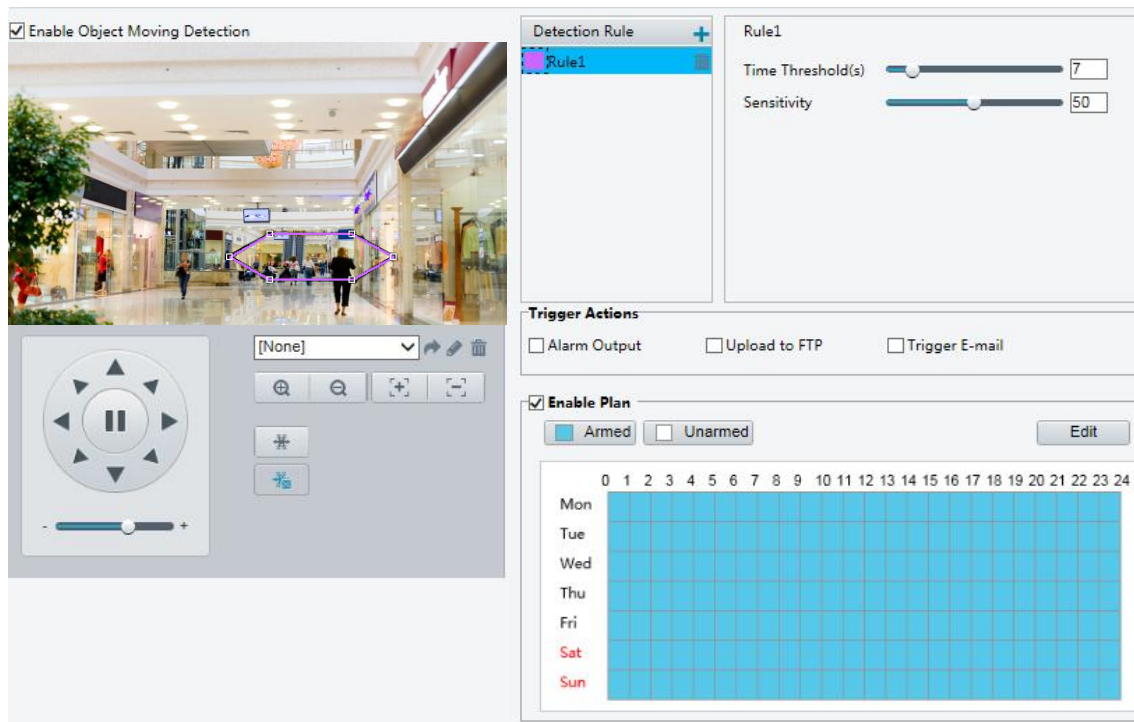 Enable Object Moving Detection
Detection Rule
Rule1
Rule1
Time Threshold(s) 7
Sensitivity 50
[None]
- +
Trigger Actions
Alarm Output Upload to FTP Trigger E-mail
Enable Plan
Armed Unarmed Edit
0 1 2 3 4 5 6 7 8 9 10 11 12 13 14 15 16 17 18 19 20 21 22 23 24
Mon
Tue
Wed
Thu
Fri
Sat
Sun